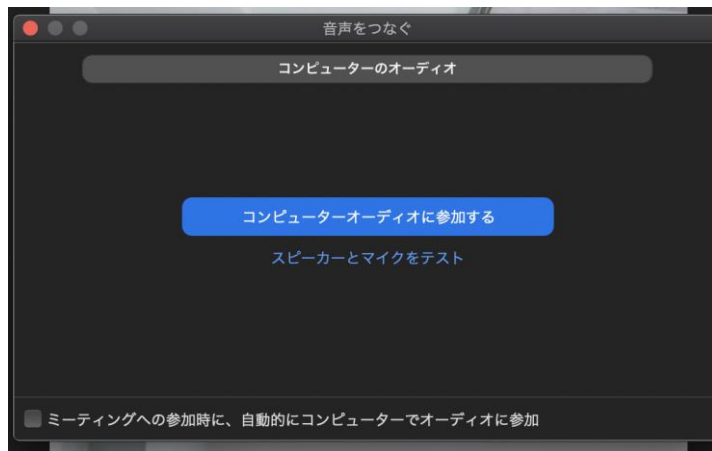 音声をつなぐ
コンピューターのオーディオ
コンピューターオーディオに参加する
スピーカーとマイクをテスト
ミーティングへの参加時に、自動的にコンピューターでオーディオに参加